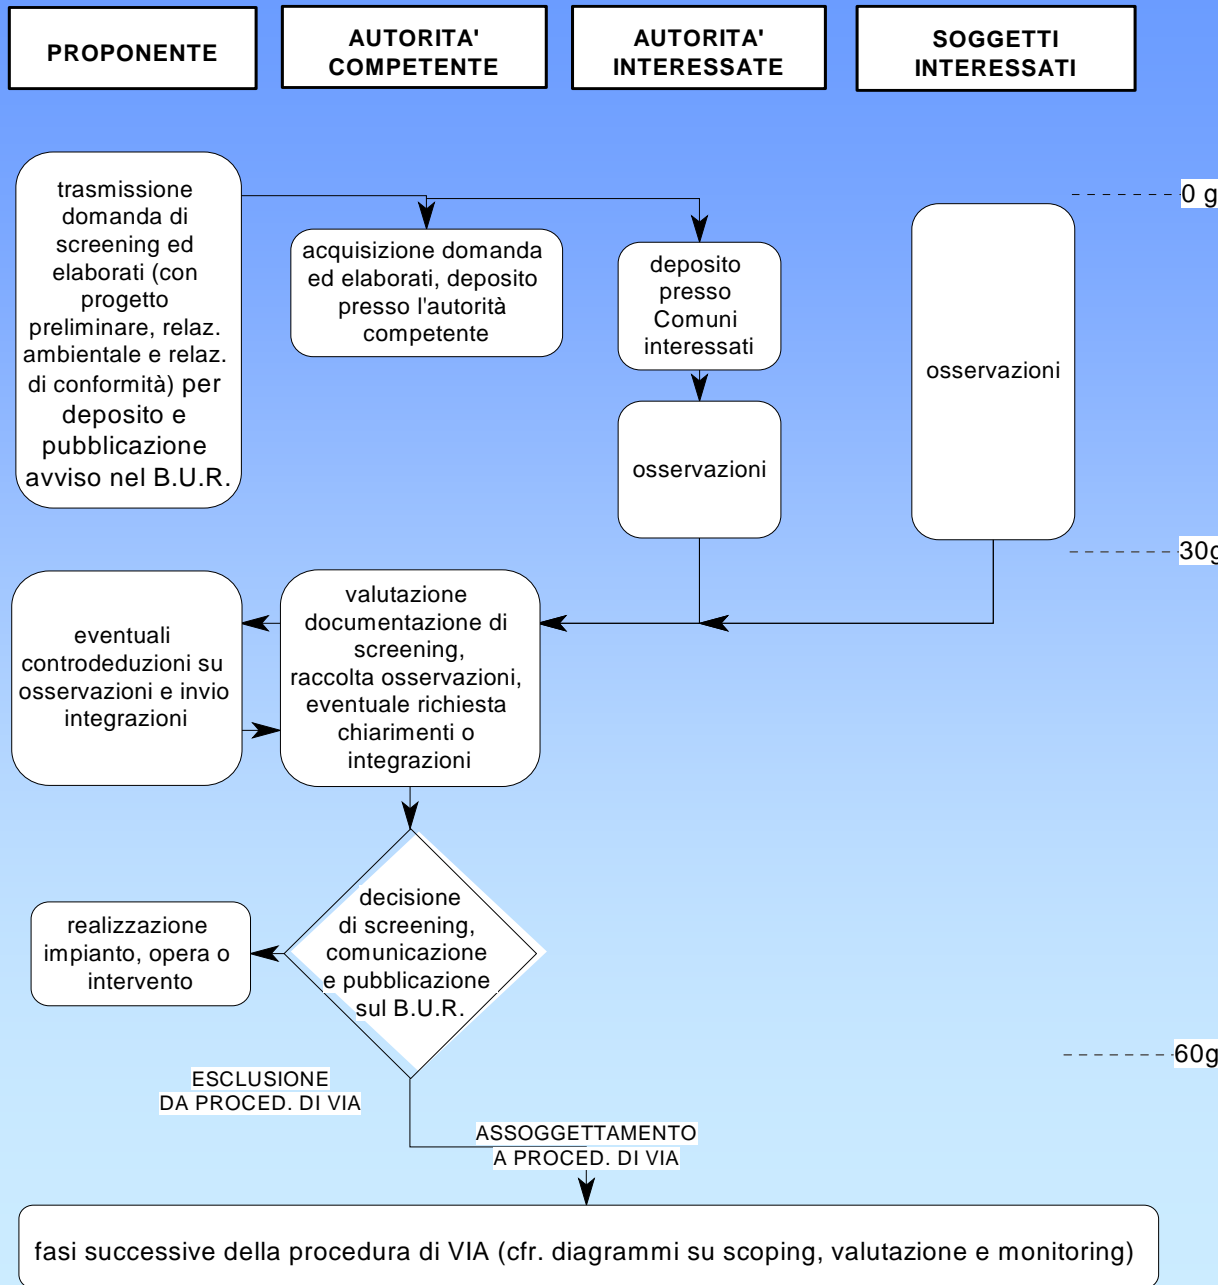 PROPONENTE
AUTORITA'
COMPETENTE
AUTORITA'
INTERESSATE
SOGGETTI
INTERESSATI
trasmissione
domanda di
screening ed
elaborati (con
progetto
preliminare, relaz.
ambientale e relaz.
di conformità) per
deposito e
pubblicazione
avviso nel B.U.R.
acquisizione domanda
ed elaborati, deposito
presso l'autorità
competente
deposito
presso
Comuni
interessati
osservazioni
osservazioni
0 g
30g
eventuali
controdeduzioni su
osservazioni e invio
integrazioni
valutazione
documentazione di
screening,
raccolta osservazioni,
eventuale richiesta
chiarimenti o
integrazioni
realizzazione
impianto, opera o
intervento
decisione
di screening,
comunicazione
e pubblicazione
sul B.U.R.
60g
ESCLUSIONE
DA PROCED. DI VIA
ASSOGGETTAMENTO
A PROCED. DI VIA
fasi successive della procedura di VIA (cfr. diagrammi su scoping, valutazione e monitoring)